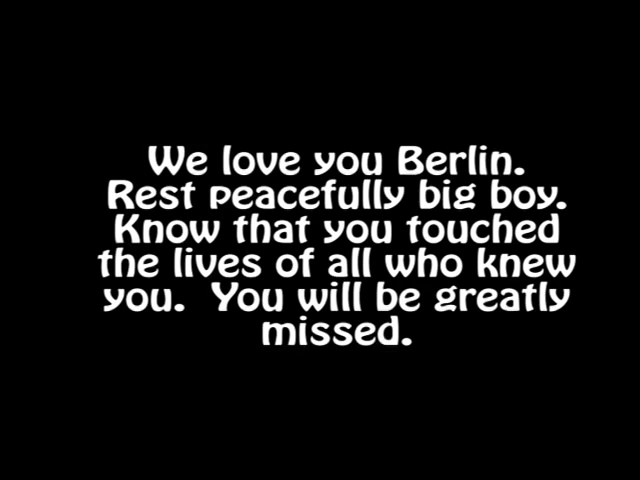 We love you Berlin.
Rest peacefully big boy.
Know that you touched
the lives of all who knew
you.  You will be greatly
missed.